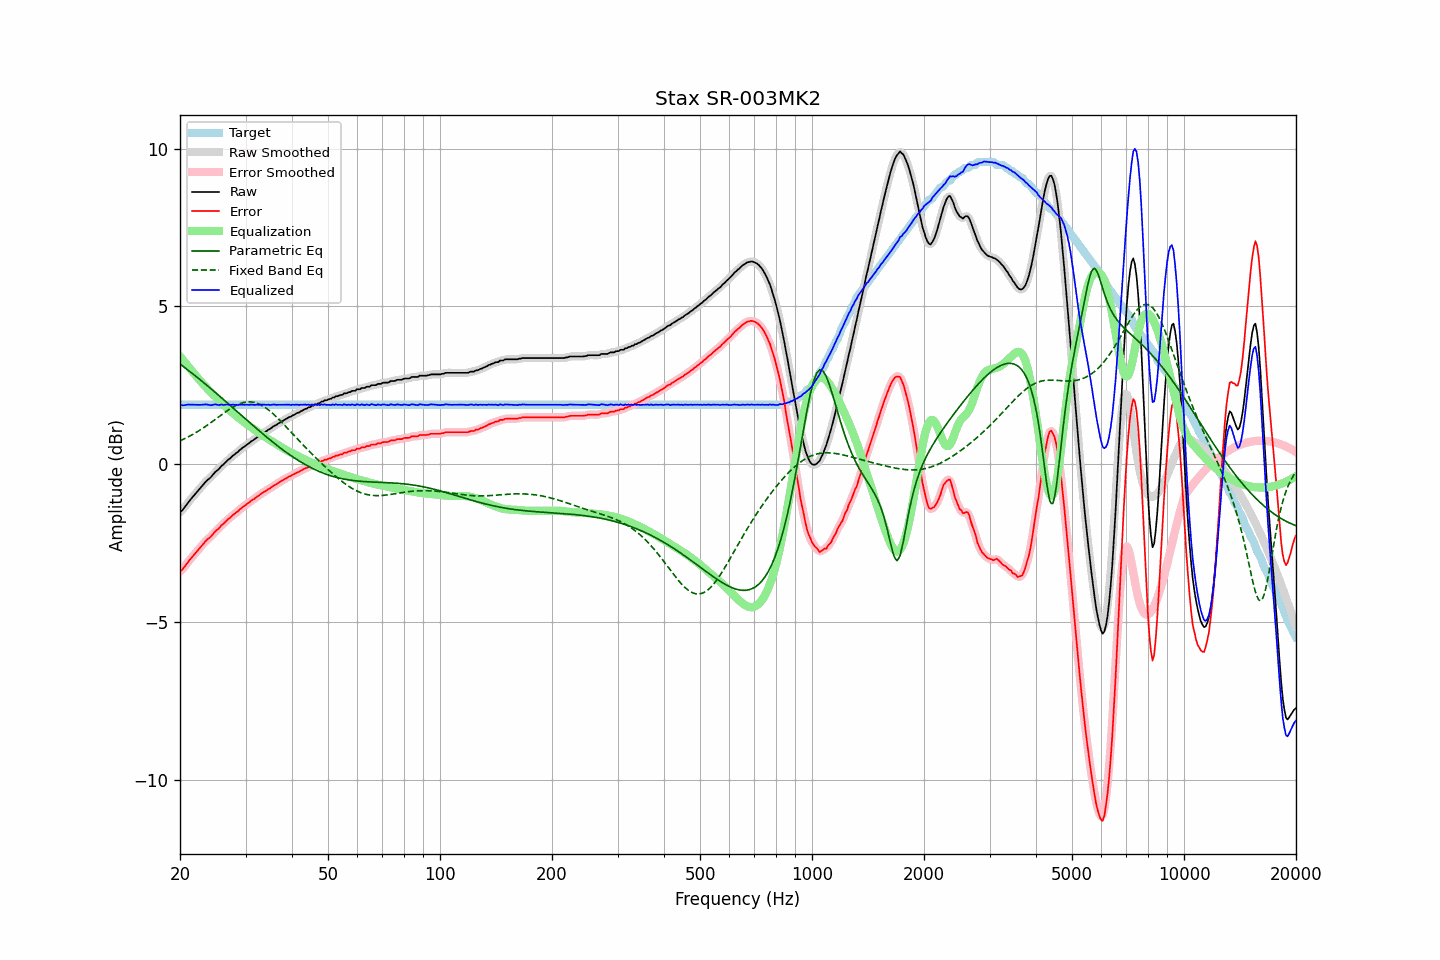 Stax SR-003MK2
Target
Raw Smoothed
Error Smoothed
Raw
Error
Equalization
Parametric Eq
Fixed Band Eq
Equalized
10
5
0
−5
−10
Amplitude (dBr)
20 50 100 200 500 1000 2000 5000 10000 20000
Frequency (Hz)